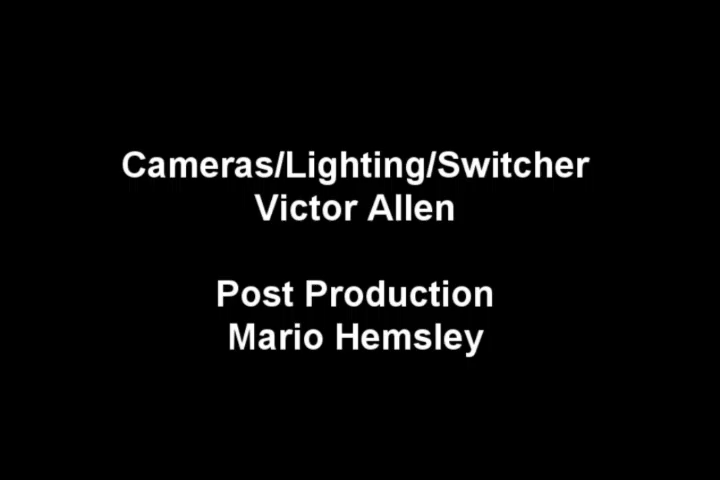 Cameras/Lighting/Switcher
Victor Allen
Post Production
Mario Hemsley